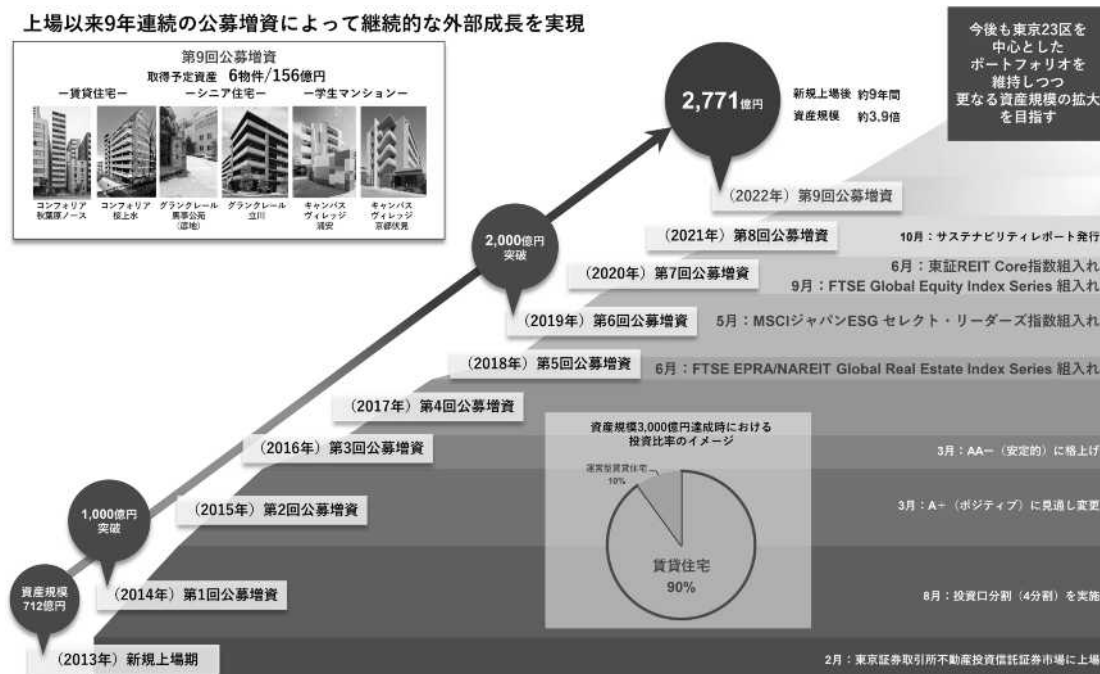 上場以来9年連続の公募増資によって継続的な外部成長を実現
第9回公募増資
取得予定資産 6物件/156億円
ー賃貸住宅ー
ーシニア住宅ー
ー学生マンションー
コンフォリア
秋葉原ノース
コンフォリア
桜上水
グランクレール
馬事公苑
(底地)
グランクレール
立川
キャンパス
ヴィレッジ
浦安
キャンパス
ヴィレッジ
京都伏見
2,771億円
新規上場後 約9年間
資産規模 約3.9倍
今後も東京23区を
中心とした
ポートフォリオを
維持しつつ
更なる資産規模の拡大
を目指す
(2022年) 第9回公募増資
2,000億円
突破
(2021年) 第8回公募増資
10月:サステナビリティレポート発行
(2020年) 第7回公募増資
6月:東証REIT Core指数組入れ
9月:FTSE Global Equity Index Series 組入れ
(2019年) 第6回公募増資
5月:MSCIジャパンESG セレクト・リーダーズ指数組入れ
(2018年) 第5回公募増資
6月:FTSE EPRA/NAREIT Global Real Estate Index Series 組入れ
(2017年) 第4回公募増資
(2016年) 第3回公募増資
3月:AAー(安定的)に格上げ
資産規模3,000億円達成時における
投資比率のイメージ
運営型賃貸住宅
10%
賃貸住宅
90%
1,000億円
突破
(2015年) 第2回公募増資
3月:A+(ポジティブ)に見通し変更
資産規模
712億円
(2014年) 第1回公募増資
8月:投資口分割(4分割)を実施
(2013年) 新規上場期
2月:東京証券取引所不動産投資信託証券市場に上場